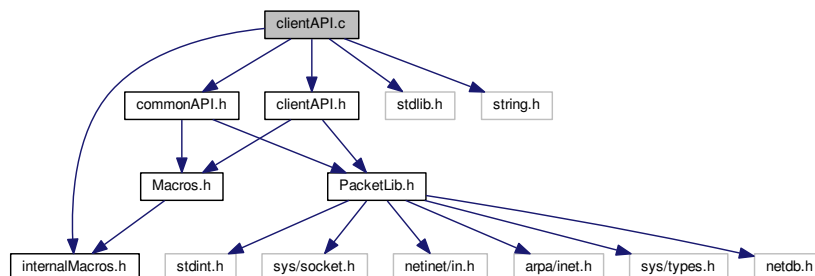 clientAPI.c
commonAPI.h
clientAPI.h
stdlib.h
string.h
Macros.h
PacketLib.h
internalMacros.h
stdint.h
sys/socket.h
netinet/in.h
arpa/inet.h
sys/types.h
netdb.h